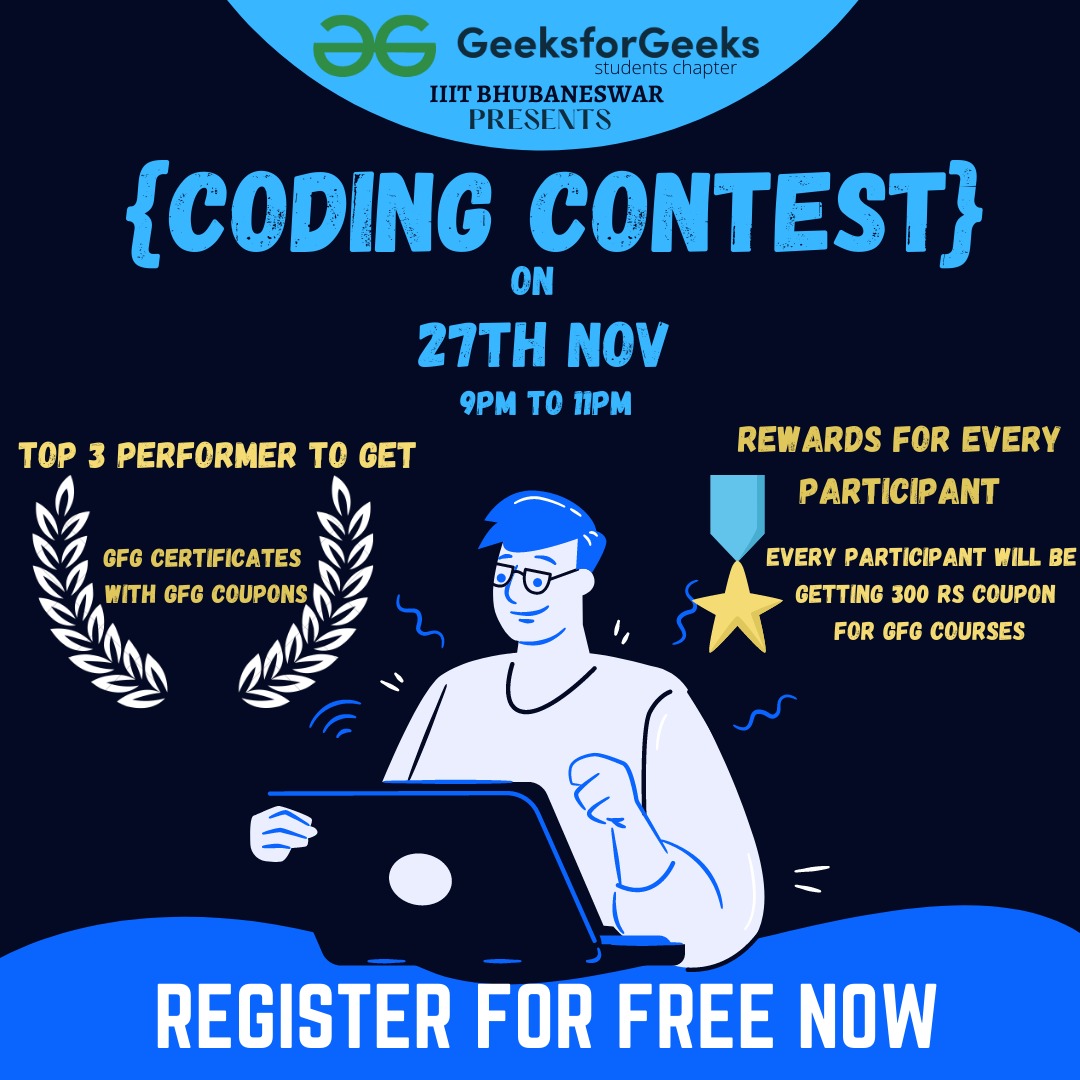 GeeksforGeeks
students chapter
IIIT BHUBANESWAR
PRESENTS
{CODING CONTEST}
ON
27TH NOV
9PM TO 11PM
TOP 3 PERFORMER TO GET
GFG CERTIFICATES
WITH GFG COUPONS
REWARDS FOR EVERY
PARTICIPANT
EVERY PARTICIPANT WILL BE
GETTING 300 RS COUPON
FOR GFG COURSES
REGISTER FOR FREE NOW